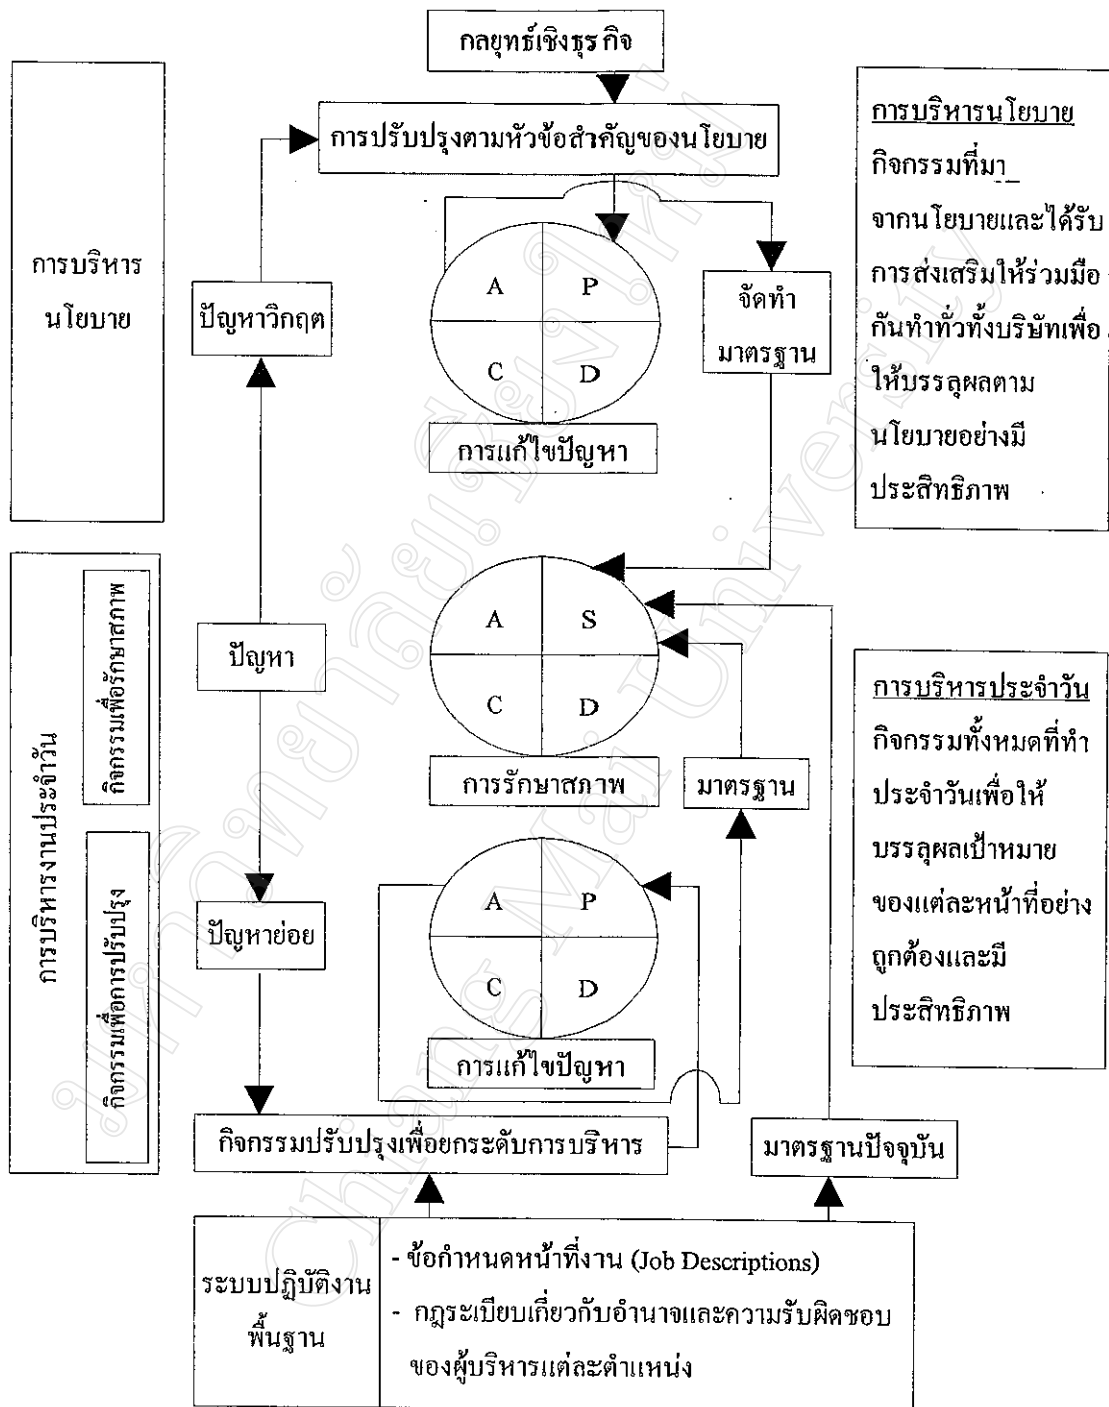 กลยุทธ์เชิงธุรกิจ
การปรับปรุงตามหัวข้อสำคัญของนโยบาย
การบริหาร
นโยบาย
ปัญหาวิกฤต
A
P
C
D
การแก้ไขปัญหา
จัดทำ
มาตรฐาน
การบริหารนโยบาย
กิจกรรมที่มา
จากนโยบายและได้รับ
การส่งเสริมให้ร่วมมือ
กันทำทั่วทั้งบริษัทเพื่อ
ให้บรรลุผลตาม
นโยบายอย่างมี
ประสิทธิภาพ
การบริหารงานประจำวัน
กิจกรรมเพื่อรักษาสภาพ
กิจกรรมเพื่อการปรับปรุง
ปัญหา
A
S
C
D
การรักษาสภาพ
มาตรฐาน
การบริหารประจำวัน
กิจกรรมทั้งหมดที่ทำ
ประจำวันเพื่อให้
บรรลุผลเป้าหมาย
ของแต่ละหน้าที่อย่าง
ถูกต้องและมี
ประสิทธิภาพ
ปัญหาย่อย
A
P
C
D
การแก้ไขปัญหา
กิจกรรมปรับปรุงเพื่อยกระดับการบริหาร
มาตรฐานปัจจุบัน
ระบบปฏิบัติงาน
พื้นฐาน
- ข้อกำหนดหน้าที่งาน (Job Descriptions)
- กฎระเบียบเกี่ยวกับอำนาจและความรับผิดชอบ
ของผู้บริหารแต่ละตำแหน่ง
มหาวิทยาลัยเชียงใหม่
Chiang Mai University